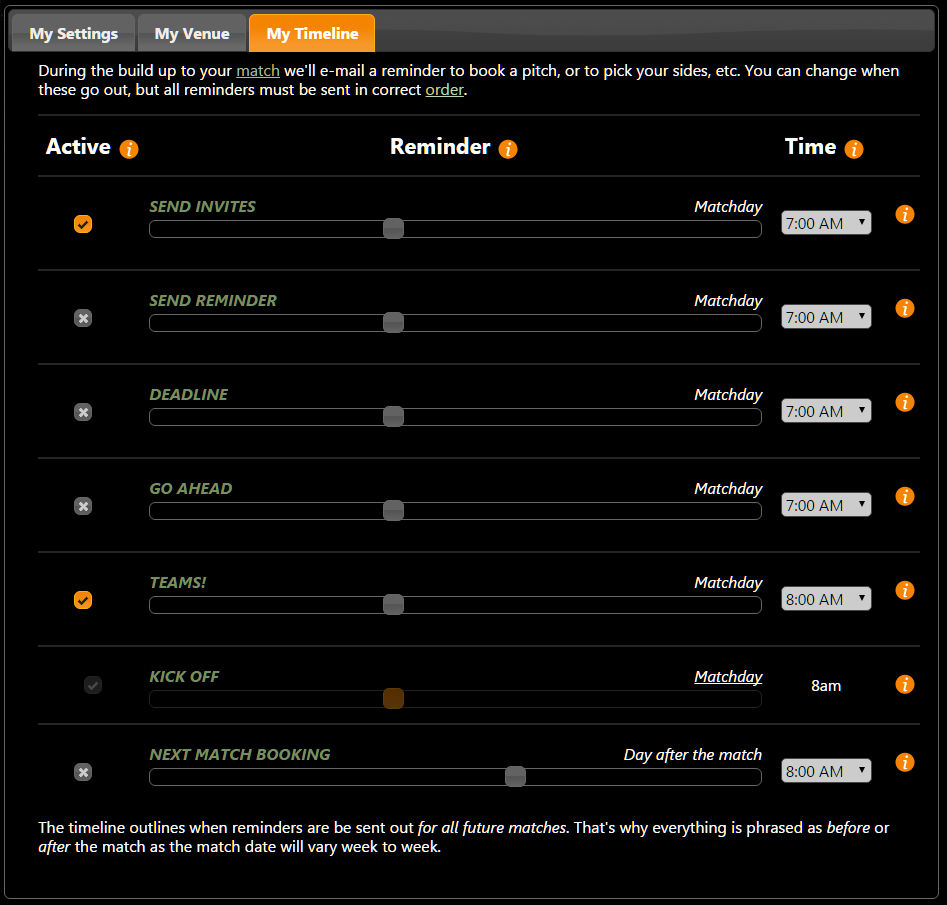 My Settings My Venue My Timeline
During the build up to your match we'll e-mail a reminder to book a pitch, or to pick your sides, etc. You can change when
these go out, but all reminders must be sent in correct order.
Active i Reminder i Time i
SEND INVITES Matchday
7:00 AM i
SEND REMINDER Matchday
7:00 AM i
DEADLINE Matchday
7:00 AM i
GO AHEAD Matchday
7:00 AM i
TEAMS! Matchday
8:00 AM i
KICK OFF Matchday
8am i
NEXT MATCH BOOKING Day after the match
8:00 AM i
The timeline outlines when reminders are be sent out for all future matches. That's why everything is phrased as before or
after the match as the match date will vary week to week.